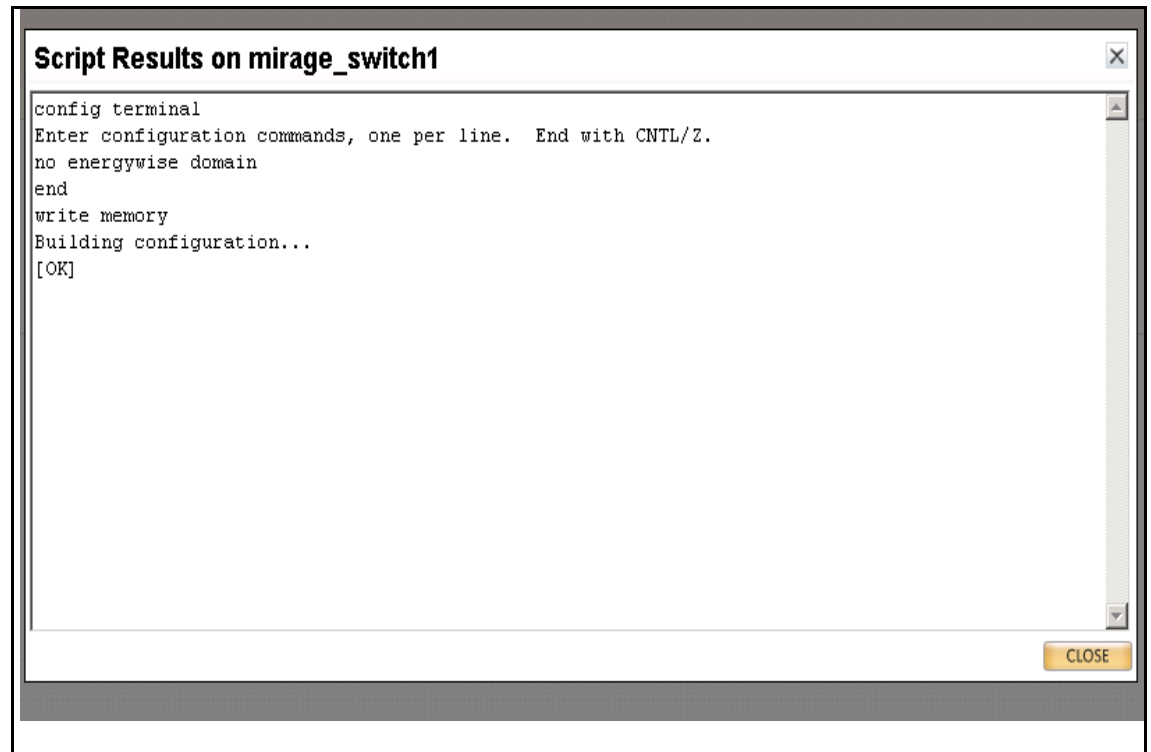 Script Results on mirage_switch1
config terminal
Enter configuration commands, one per line.  End with CNTL/Z.
no energywise domain
end
write memory
Building configuration...
[OK]
CLOSE